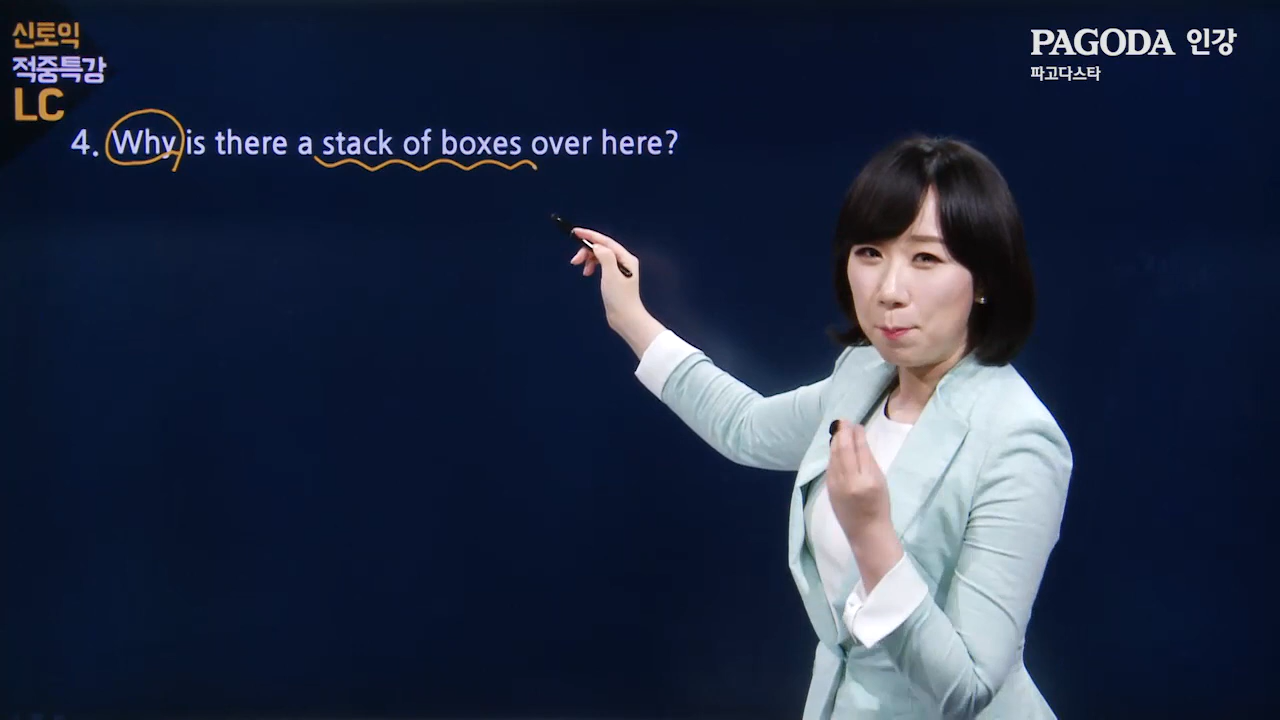 신토익
적중특강
LC
PAGODA 인강
파고다스타
4. Why is there a stack of boxes over here?